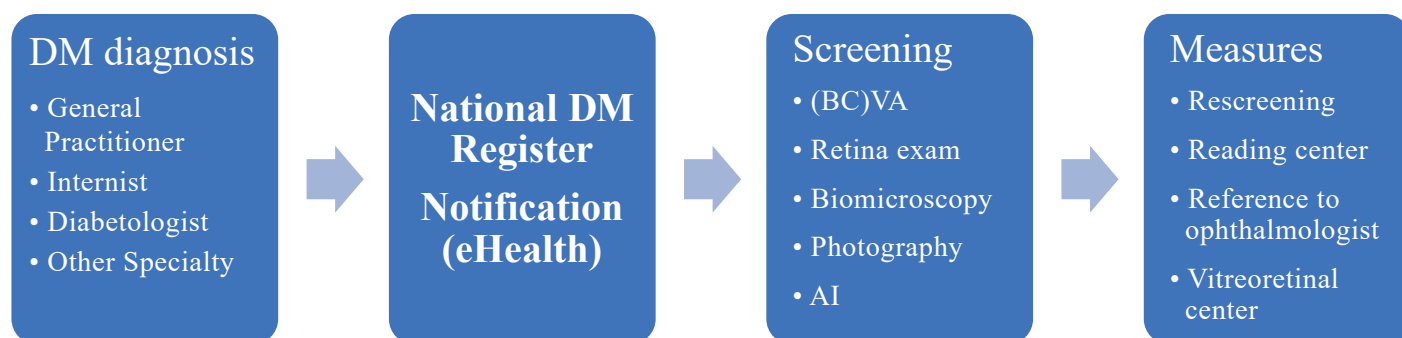 DM diagnosis
• General
Practitioner
• Internist
• Diabetologist
• Other Specialty
National DM
Register
Notification
(eHealth)
Screening
• (BC)VA
• Retina exam
• Biomicroscopy
• Photography
• AI
Measures
• Rescreening
• Reading center
• Reference to
ophthalmologist
• Vitreoretinal
center